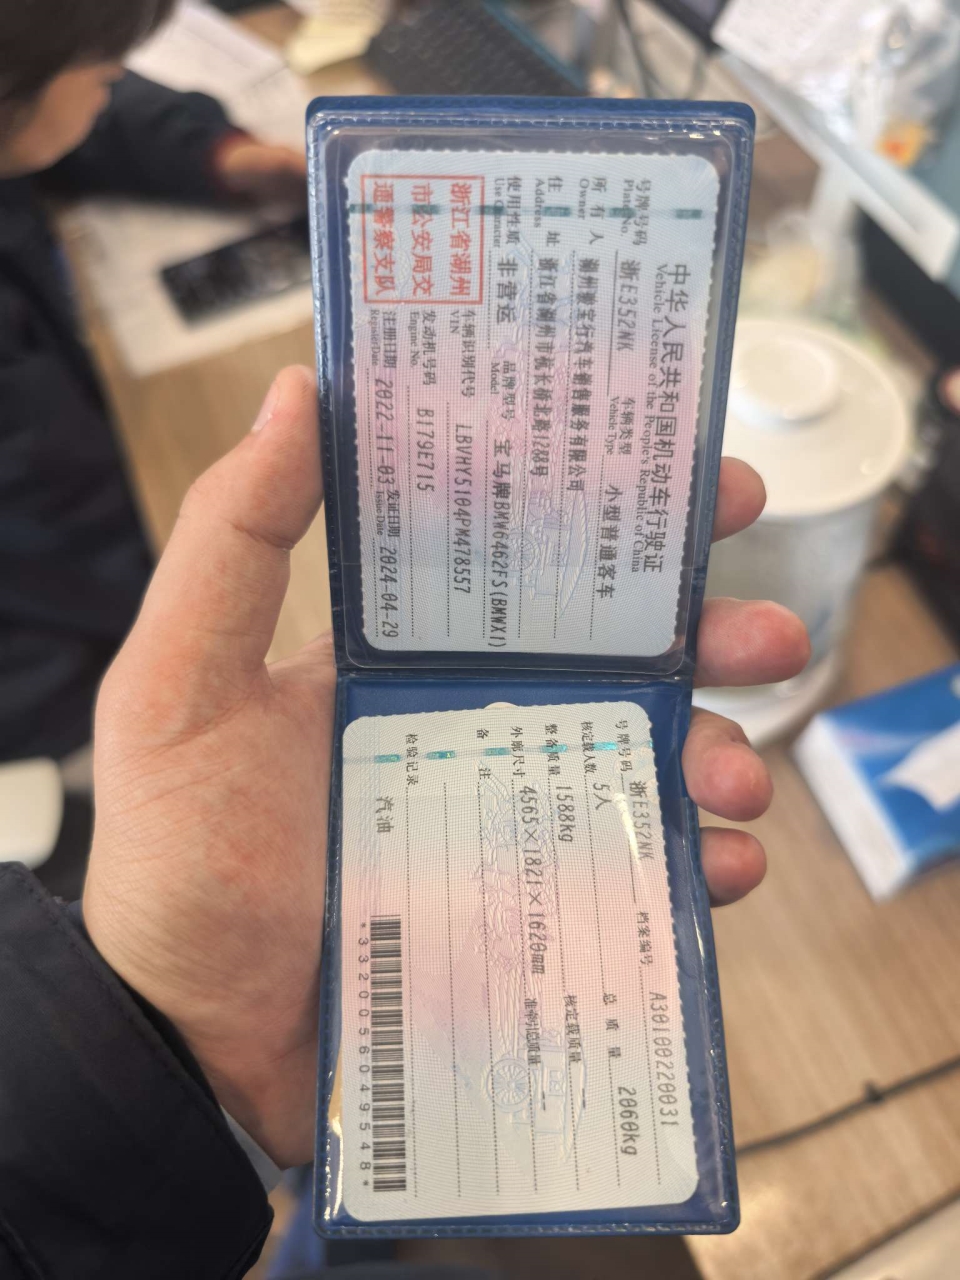 中华人民共和国机动车行驶证
Vehicle License of the People's Republic of China
号牌号码 浙E352NK 车辆类型 小型普通客车
Plate No. Vehicle Type
所有人 湖州徽宝行汽车销售服务有限公司
Owner
住址 浙江省湖州市杭长桥北路1288号
Address
使用性质 非营运 品牌型号 宝马牌BMW6462FS(BMWX1)
Use Character Model
浙江省湖州
市公安局交
通警察支队
车辆识别代号 LBVHY5104PM478557
VIN
发动机号码 B179E715
Engine No.
注册日期 2022-11-03 发证日期 2024-04-29
Register Date Issue Date
号牌号码 浙E352NK 档案编号 A30100220031
核定载人数 5人 总质量 2060kg
整备质量 1588kg 核定载质量 --
外廓尺寸 4565×1821×1620mm 准牵引总质量 --
备注
检验记录
汽油
*3320056049548*